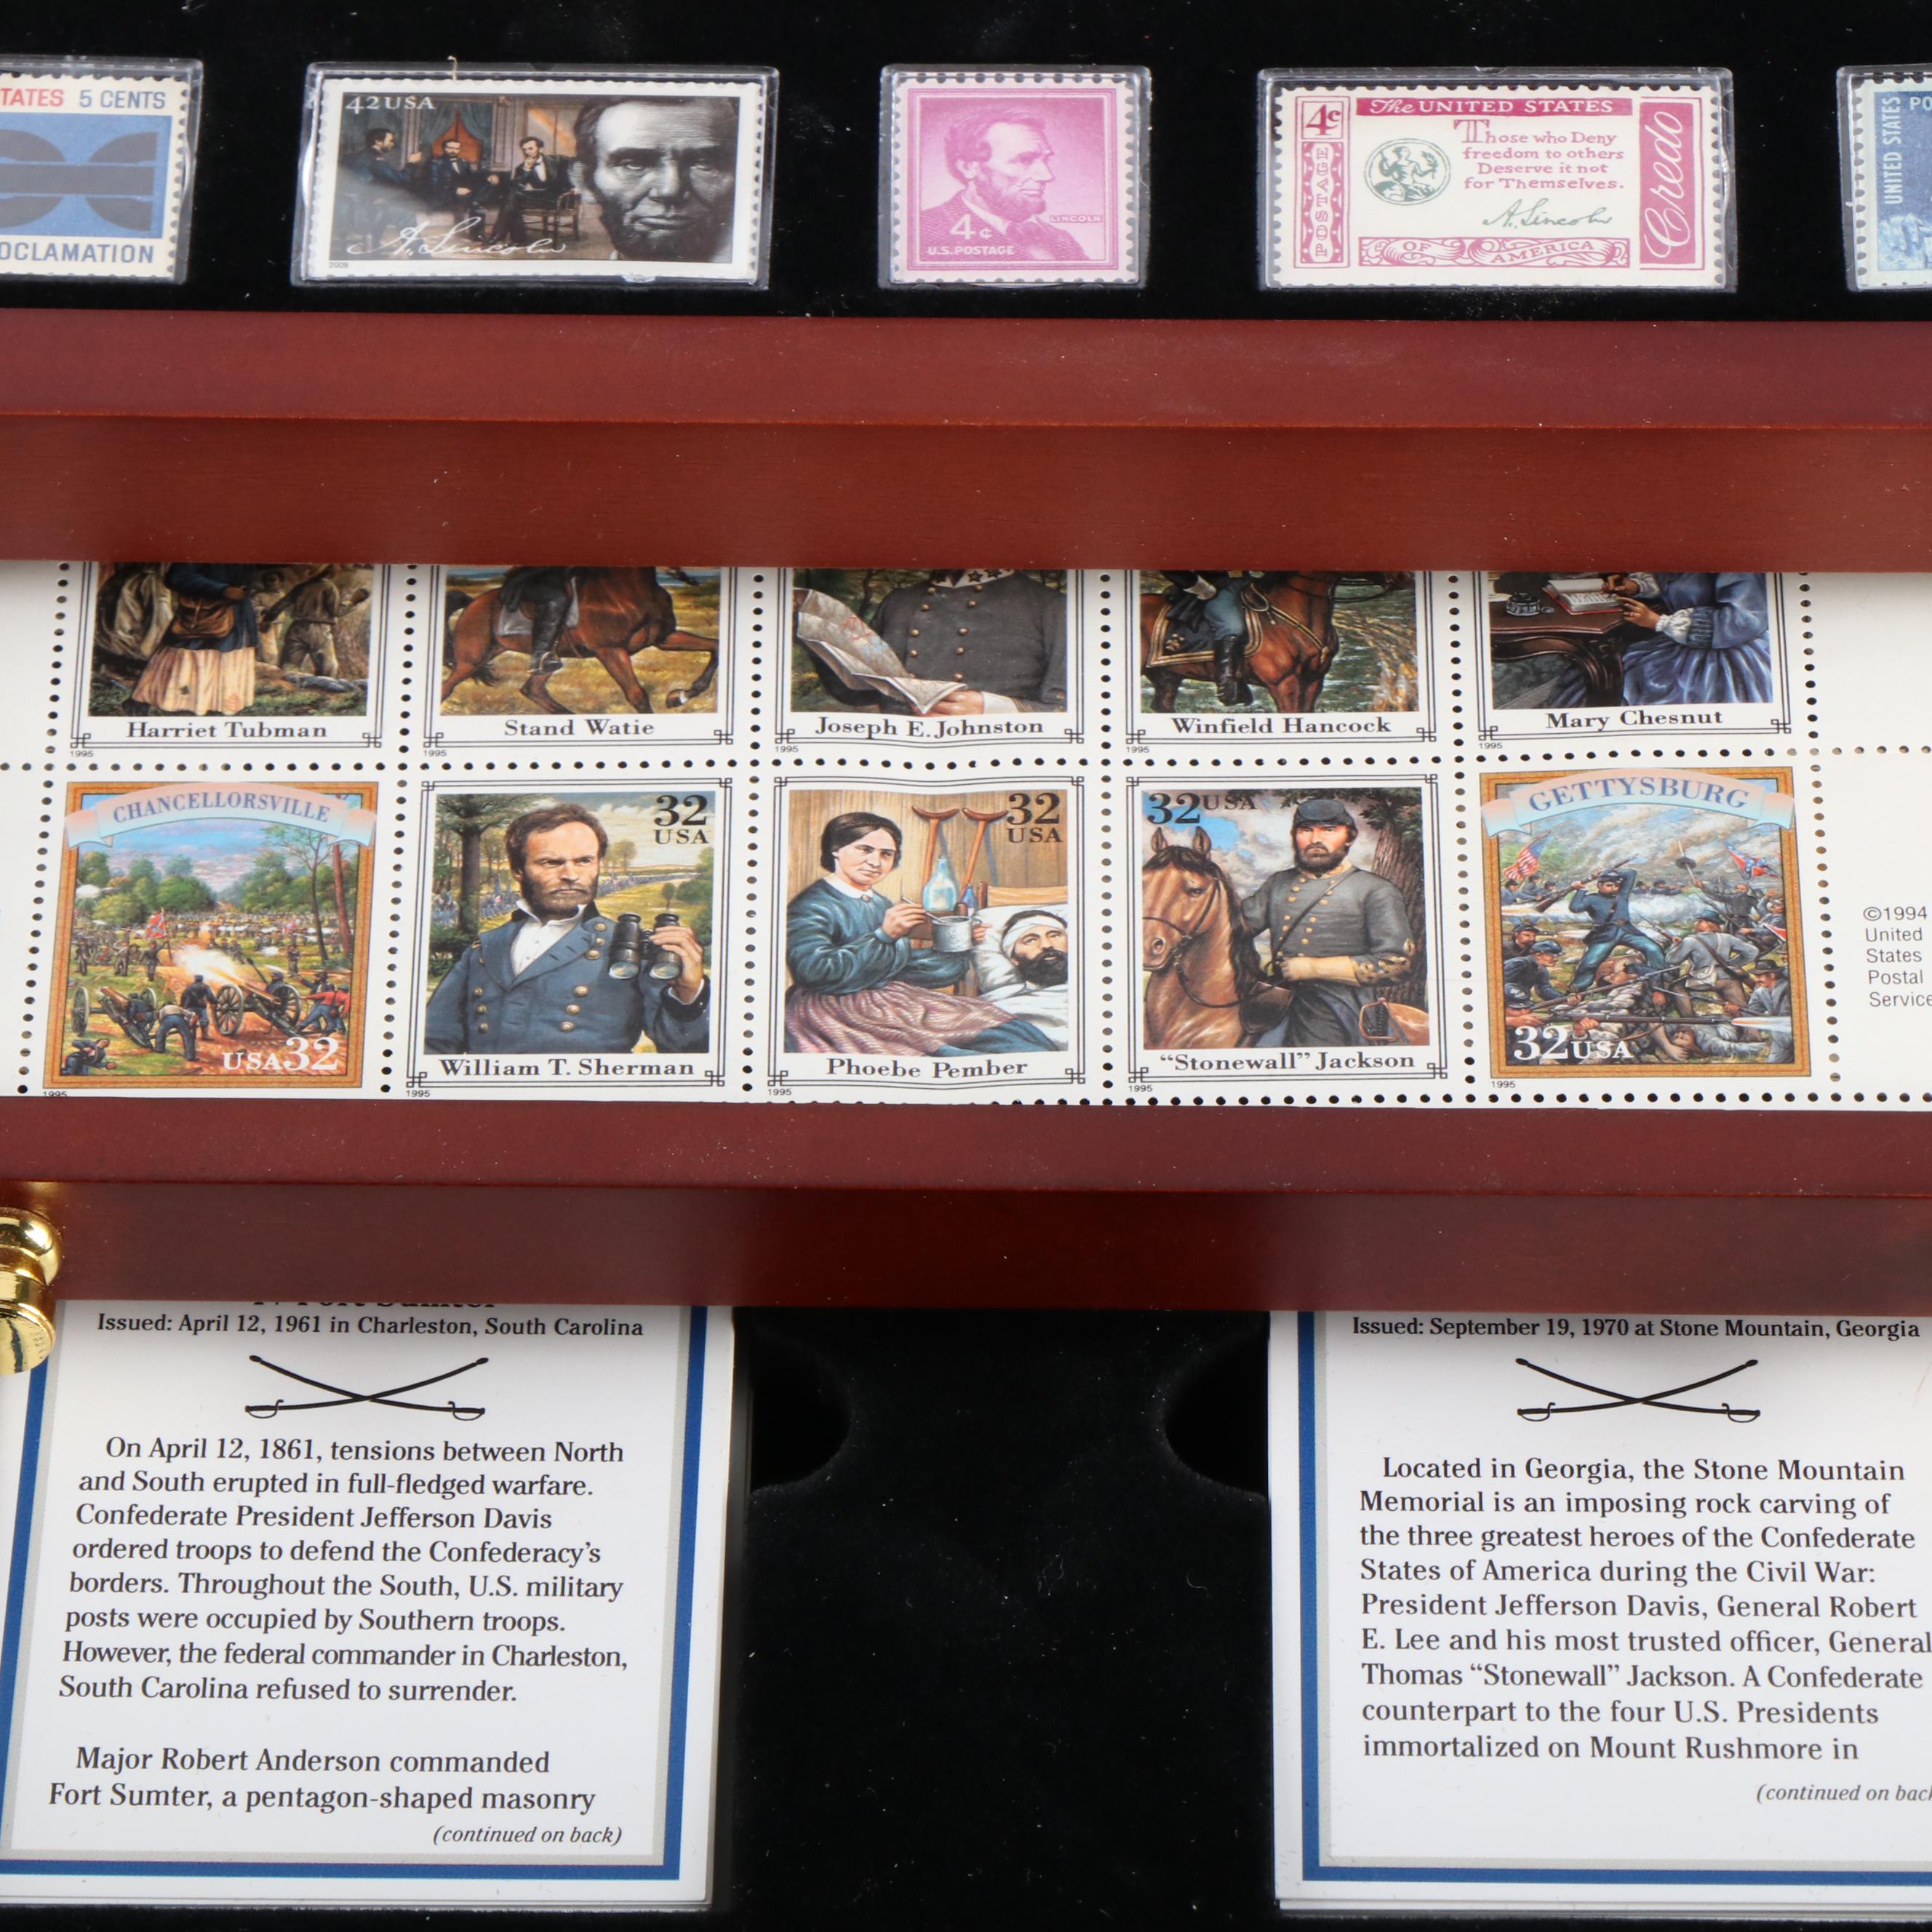 TATES 5 CENTS
OCLAMATION
42 USA
A. Lincoln
2009
LINCOLN
4¢
U.S. POSTAGE
4¢
The UNITED STATES
POSTAGE
Those who Deny
freedom to others
Deserve it not
for Themselves.
A. Lincoln
OF AMERICA
Credo
UNITED STATES
PO
Harriet Tubman
1995
Stand Watie
1995
Joseph E. Johnston
1995
Winfield Hancock
1995
Mary Chesnut
1995
CHANCELLORSVILLE
USA 32
1995
32
USA
William T. Sherman
1995
32
USA
Phoebe Pember
1995
32 USA
“Stonewall” Jackson
1995
GETTYSBURG
32 USA
1995
©1994
United
States
Postal
Service
Issued: April 12, 1961 in Charleston, South Carolina
On April 12, 1861, tensions between North
and South erupted in full-fledged warfare.
Confederate President Jefferson Davis
ordered troops to defend the Confederacy’s
borders. Throughout the South, U.S. military
posts were occupied by Southern troops.
However, the federal commander in Charleston,
South Carolina refused to surrender.
Major Robert Anderson commanded
Fort Sumter, a pentagon-shaped masonry
(continued on back)
Issued: September 19, 1970 at Stone Mountain, Georgia
Located in Georgia, the Stone Mountain
Memorial is an imposing rock carving of
the three greatest heroes of the Confederate
States of America during the Civil War:
President Jefferson Davis, General Robert
E. Lee and his most trusted officer, General
Thomas “Stonewall” Jackson. A Confederate
counterpart to the four U.S. Presidents
immortalized on Mount Rushmore in
(continued on back